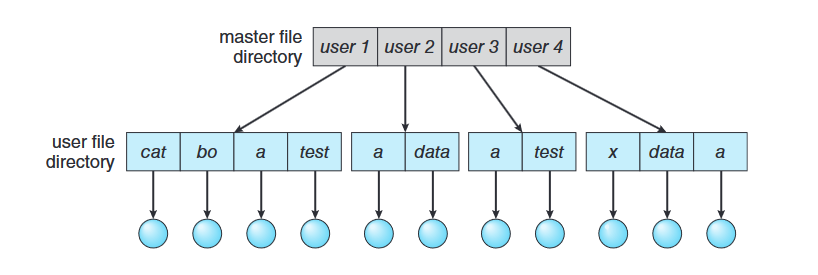 master file
directory
user 1 user 2 user 3 user 4
user file
directory
cat bo a test a data a test x data a